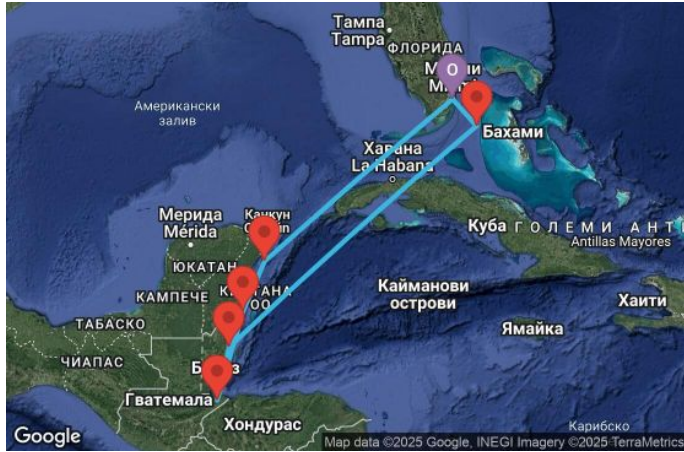 Тампа
Tampa
ФЛОРИДА
O
Американски
залив
Бахами
Хавана
La Habana
Мерида
Mérida
Куба
ГОЛЕМИ АНТ
Antillas Mayores
ЮКАТАН
КАМПЕЧЕ
Кайманови
острови
Хаити
ТАБАСКО
Ямайка
ЧИАПАС
Гватемала
Хондурас
Карибско
Google
Map data ©2025 Google, INEGI Imagery ©2025 TerraMetrics